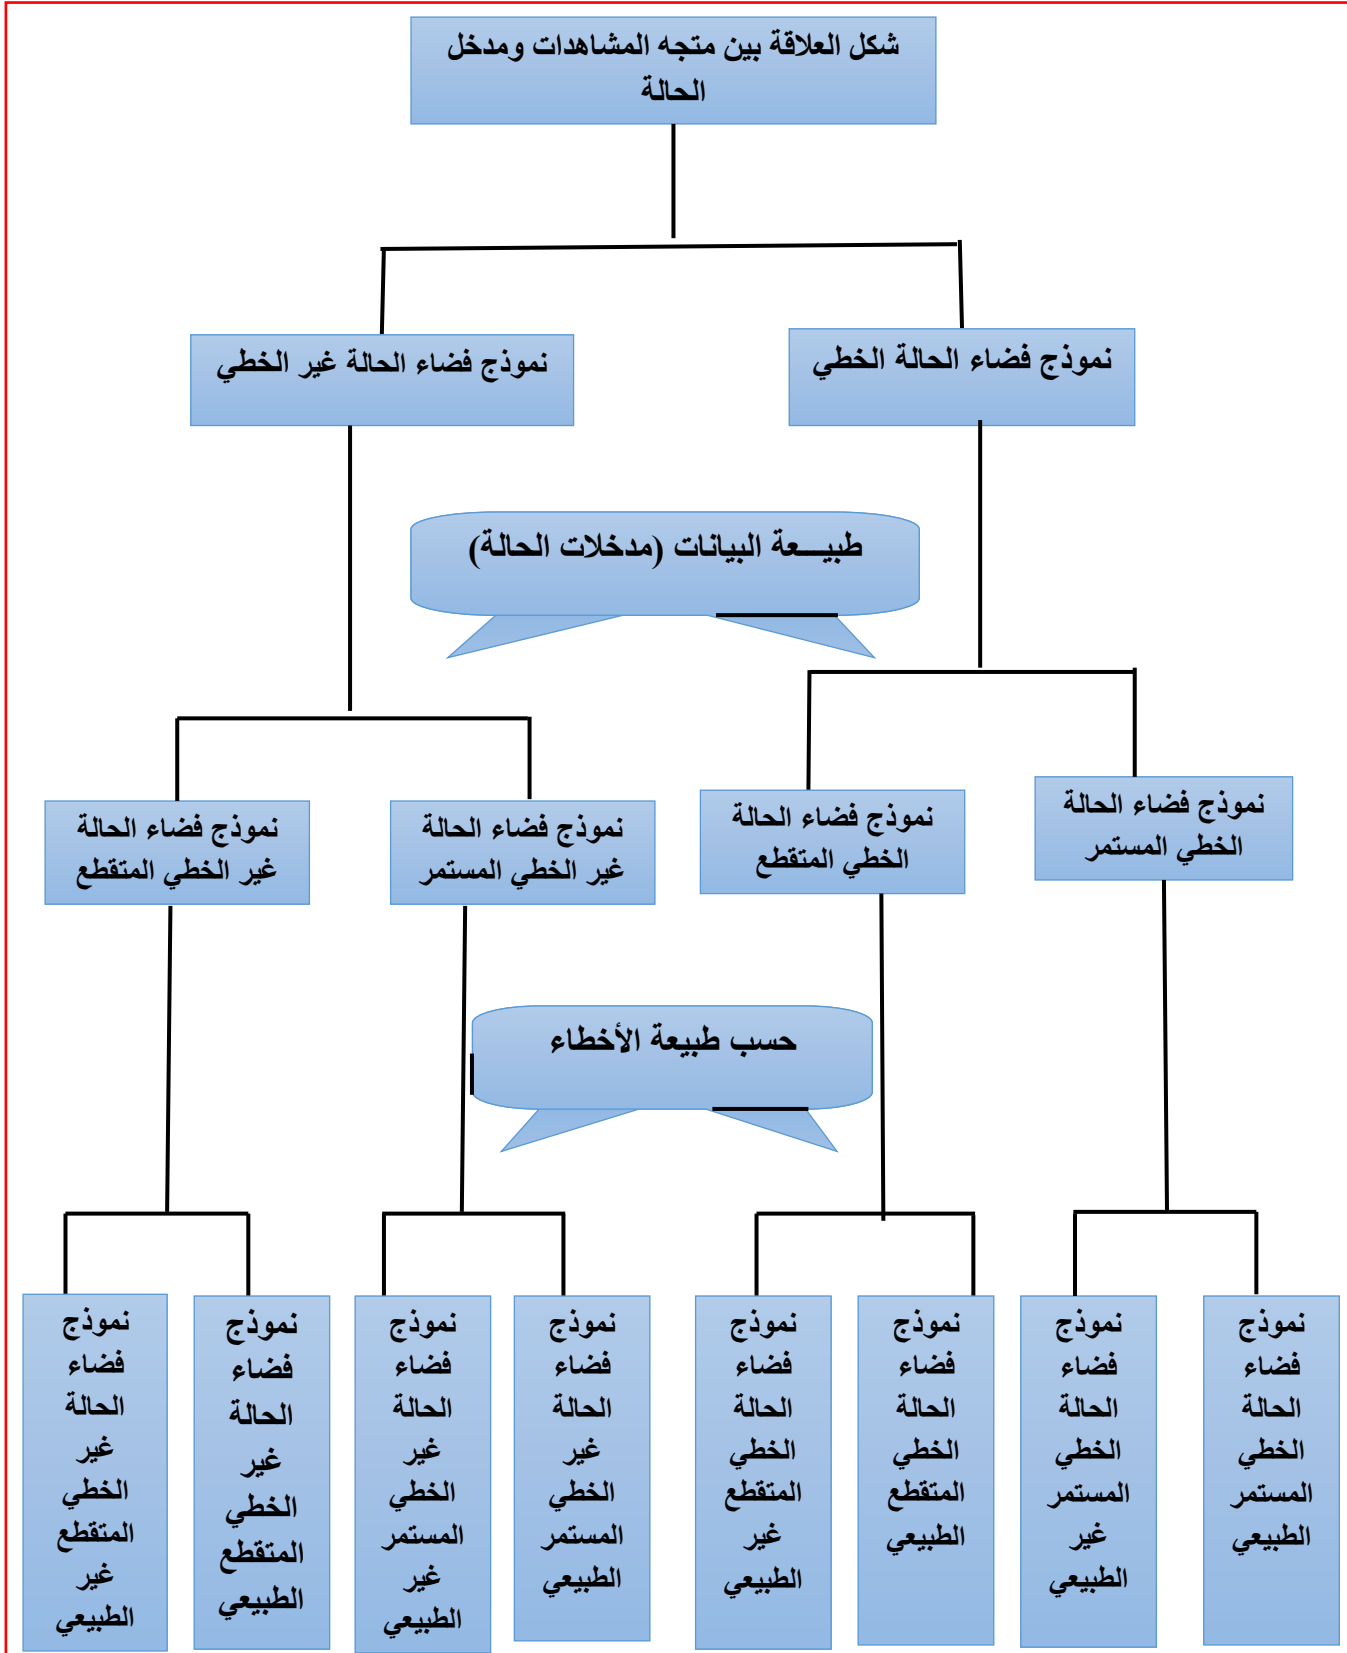 شكل العلاقة بين متجه المشاهدات ومدخل
الحالة
نموذج فضاء الحالة الخطي
نموذج فضاء الحالة غير الخطي
طبيـــعة البيانات (مدخلات الحالة)
نموذج فضاء الحالة
الخطي المستمر
نموذج فضاء الحالة
الخطي المتقطع
نموذج فضاء الحالة
غير الخطي المستمر
نموذج فضاء الحالة
غير الخطي المتقطع
حسب طبيعة الأخطاء
نموذج
فضاء
الحالة
الخطي
المستمر
الطبيعي
نموذج
فضاء
الحالة
الخطي
المستمر
غير
الطبيعي
نموذج
فضاء
الحالة
الخطي
المتقطع
الطبيعي
نموذج
فضاء
الحالة
الخطي
المتقطع
غير
الطبيعي
نموذج
فضاء
الحالة
غير
الخطي
المستمر
الطبيعي
نموذج
فضاء
الحالة
غير
الخطي
المستمر
غير
الطبيعي
نموذج
فضاء
الحالة
غير
الخطي
المتقطع
الطبيعي
نموذج
فضاء
الحالة
غير
الخطي
المتقطع
غير
الطبيعي